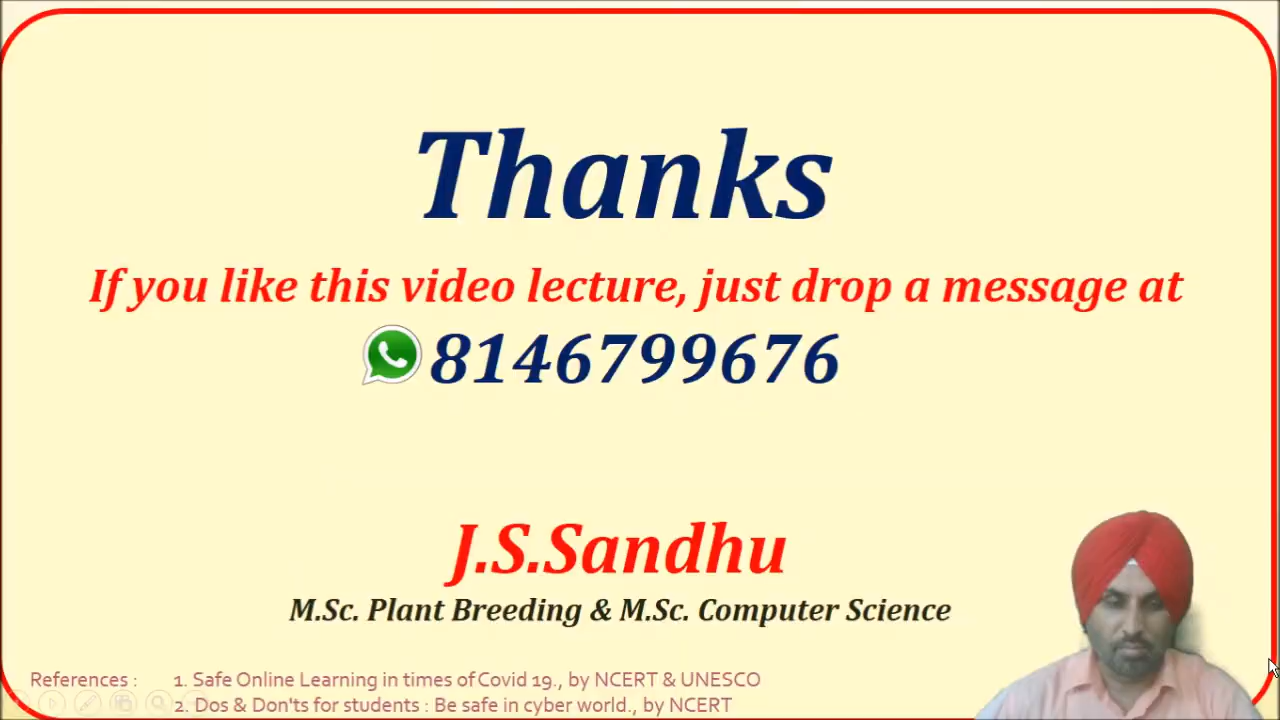 Thanks
If you like this video lecture, just drop a message at
8146799676
J.S.Sandhu
M.Sc. Plant Breeding & M.Sc. Computer Science
References : 1. Safe Online Learning in times of Covid 19., by NCERT & UNESCO
2. Dos & Don'ts for students : Be safe in cyber world., by NCERT